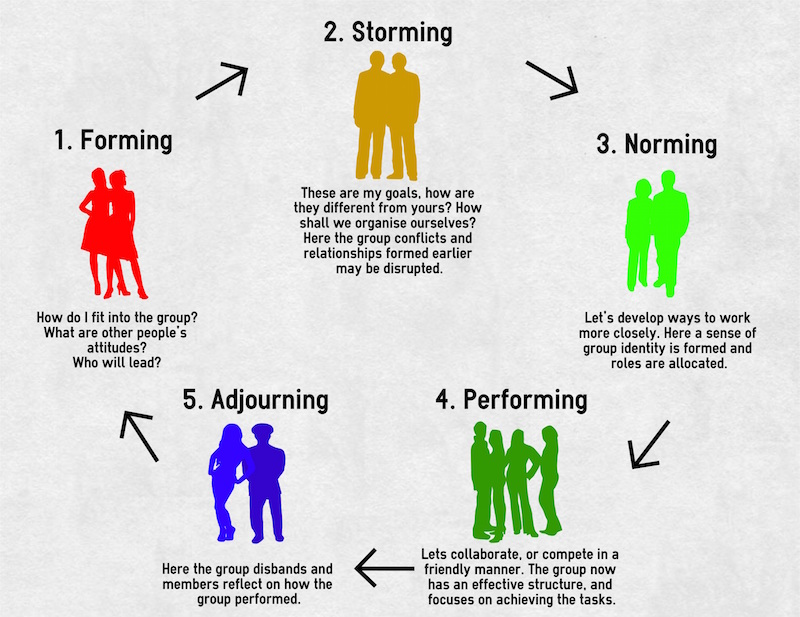 1. Forming
How do I fit into the group?
What are other people's
attitudes?
Who will lead?
2. Storming
These are my goals, how are
they different from yours? How
shall we organise ourselves?
Here the group conflicts and
relationships formed earlier
may be disrupted.
3. Norming
Let's develop ways to work
more closely. Here a sense of
group identity is formed and
roles are allocated.
4. Performing
Lets collaborate, or compete in a
friendly manner. The group now
has an effective structure, and
focuses on achieving the tasks.
5. Adjourning
Here the group disbands and
members reflect on how the
group performed.